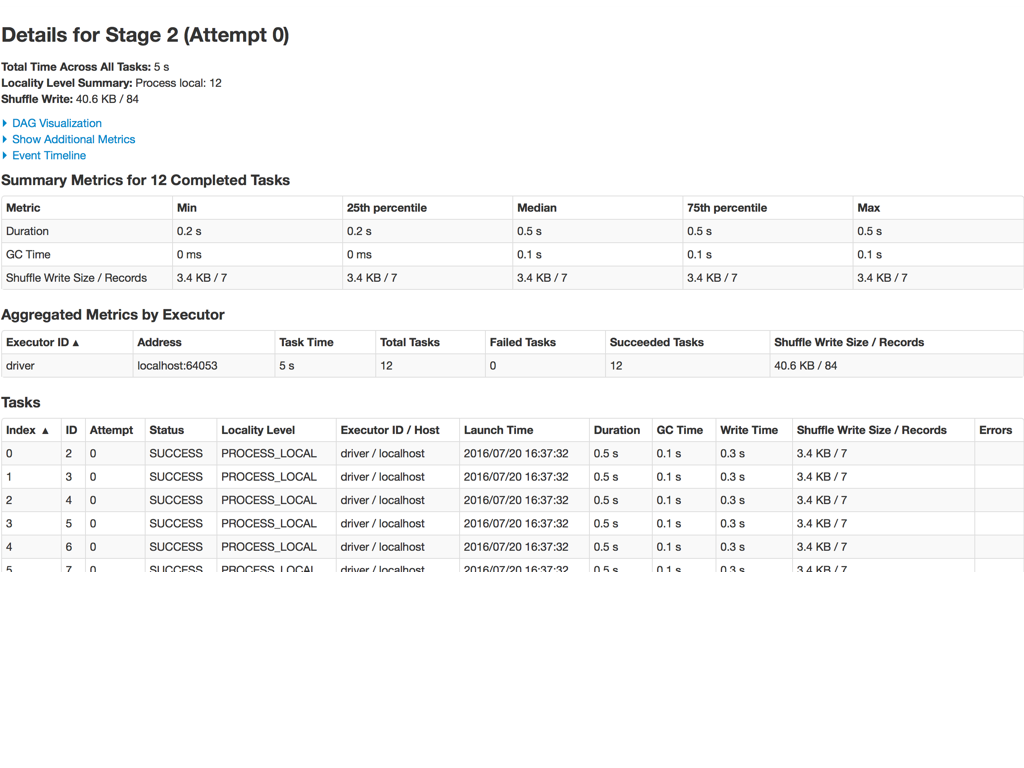 Details for Stage 2 (Attempt 0)
Total Time Across All Tasks: 5 s
Locality Level Summary: Process local: 12
Shuffle Write: 40.6 KB / 84
DAG Visualization
Show Additional Metrics
Event Timeline
Summary Metrics for 12 Completed Tasks
Metric Min 25th percentile Median 75th percentile Max
Duration 0.2 s 0.2 s 0.5 s 0.5 s 0.5 s
GC Time 0 ms 0 ms 0.1 s 0.1 s 0.1 s
Shuffle Write Size / Records 3.4 KB / 7 3.4 KB / 7 3.4 KB / 7 3.4 KB / 7 3.4 KB / 7
Aggregated Metrics by Executor
Executor ID ▲ Address Task Time Total Tasks Failed Tasks Succeeded Tasks Shuffle Write Size / Records
driver localhost:64053 5 s 12 0 12 40.6 KB / 84
Tasks
Index ▲ ID Attempt Status Locality Level Executor ID / Host Launch Time Duration GC Time Write Time Shuffle Write Size / Records Errors
0 2 0 SUCCESS PROCESS_LOCAL driver / localhost 2016/07/20 16:37:32 0.5 s 0.1 s 0.3 s 3.4 KB / 7
1 3 0 SUCCESS PROCESS_LOCAL driver / localhost 2016/07/20 16:37:32 0.5 s 0.1 s 0.3 s 3.4 KB / 7
2 4 0 SUCCESS PROCESS_LOCAL driver / localhost 2016/07/20 16:37:32 0.5 s 0.1 s 0.3 s 3.4 KB / 7
3 5 0 SUCCESS PROCESS_LOCAL driver / localhost 2016/07/20 16:37:32 0.5 s 0.1 s 0.3 s 3.4 KB / 7
4 6 0 SUCCESS PROCESS_LOCAL driver / localhost 2016/07/20 16:37:32 0.5 s 0.1 s 0.3 s 3.4 KB / 7
5 7 0 SUCCESS PROCESS_LOCAL driver / localhost 2016/07/20 16:37:32 0.5 s 0.1 s 0.3 s 3.4 KB / 7